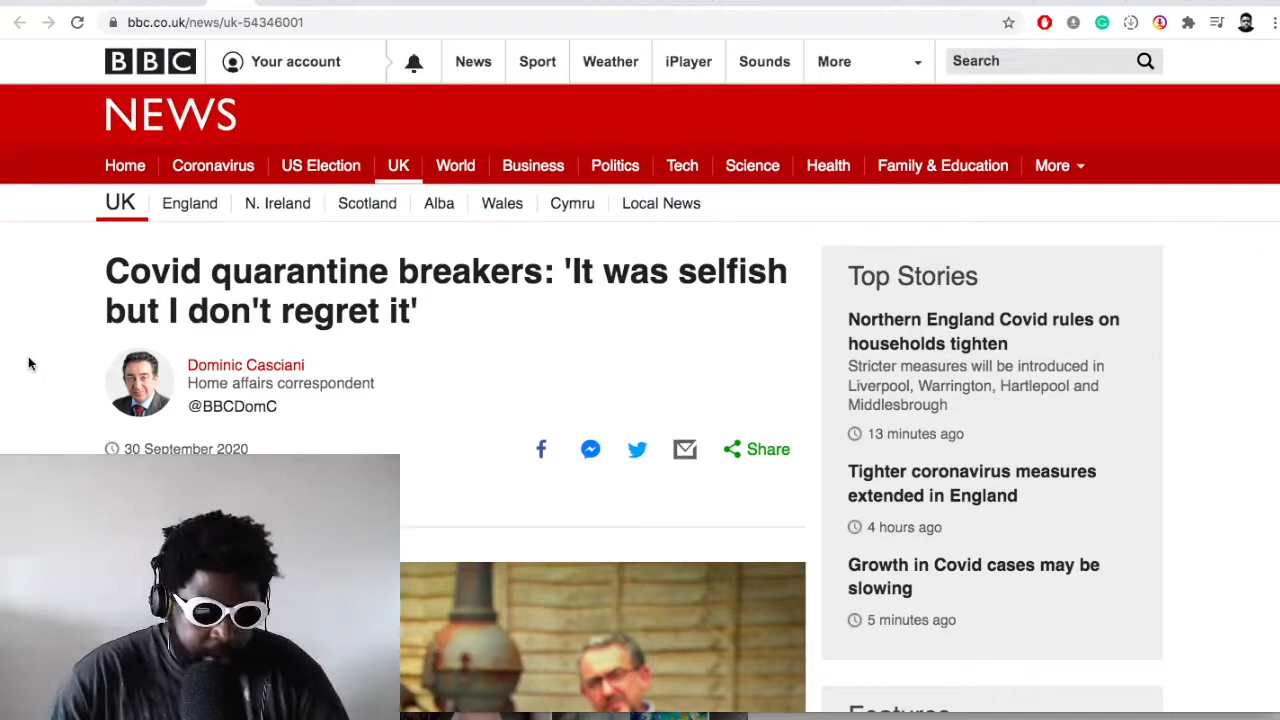 bbc.co.uk/news/uk-54346001
BBC Your account News Sport Weather iPlayer Sounds More Search
NEWS
Home Coronavirus US Election UK World Business Politics Tech Science Health Family & Education More
UK England N. Ireland Scotland Alba Wales Cymru Local News
Covid quarantine breakers: 'It was selfish
but I don't regret it'
Dominic Casciani
Home affairs correspondent
@BBCDomC
30 September 2020
Share
Top Stories
Northern England Covid rules on
households tighten
Stricter measures will be introduced in
Liverpool, Warrington, Hartlepool and
Middlesbrough
13 minutes ago
Tighter coronavirus measures
extended in England
4 hours ago
Growth in Covid cases may be
slowing
5 minutes ago
Features